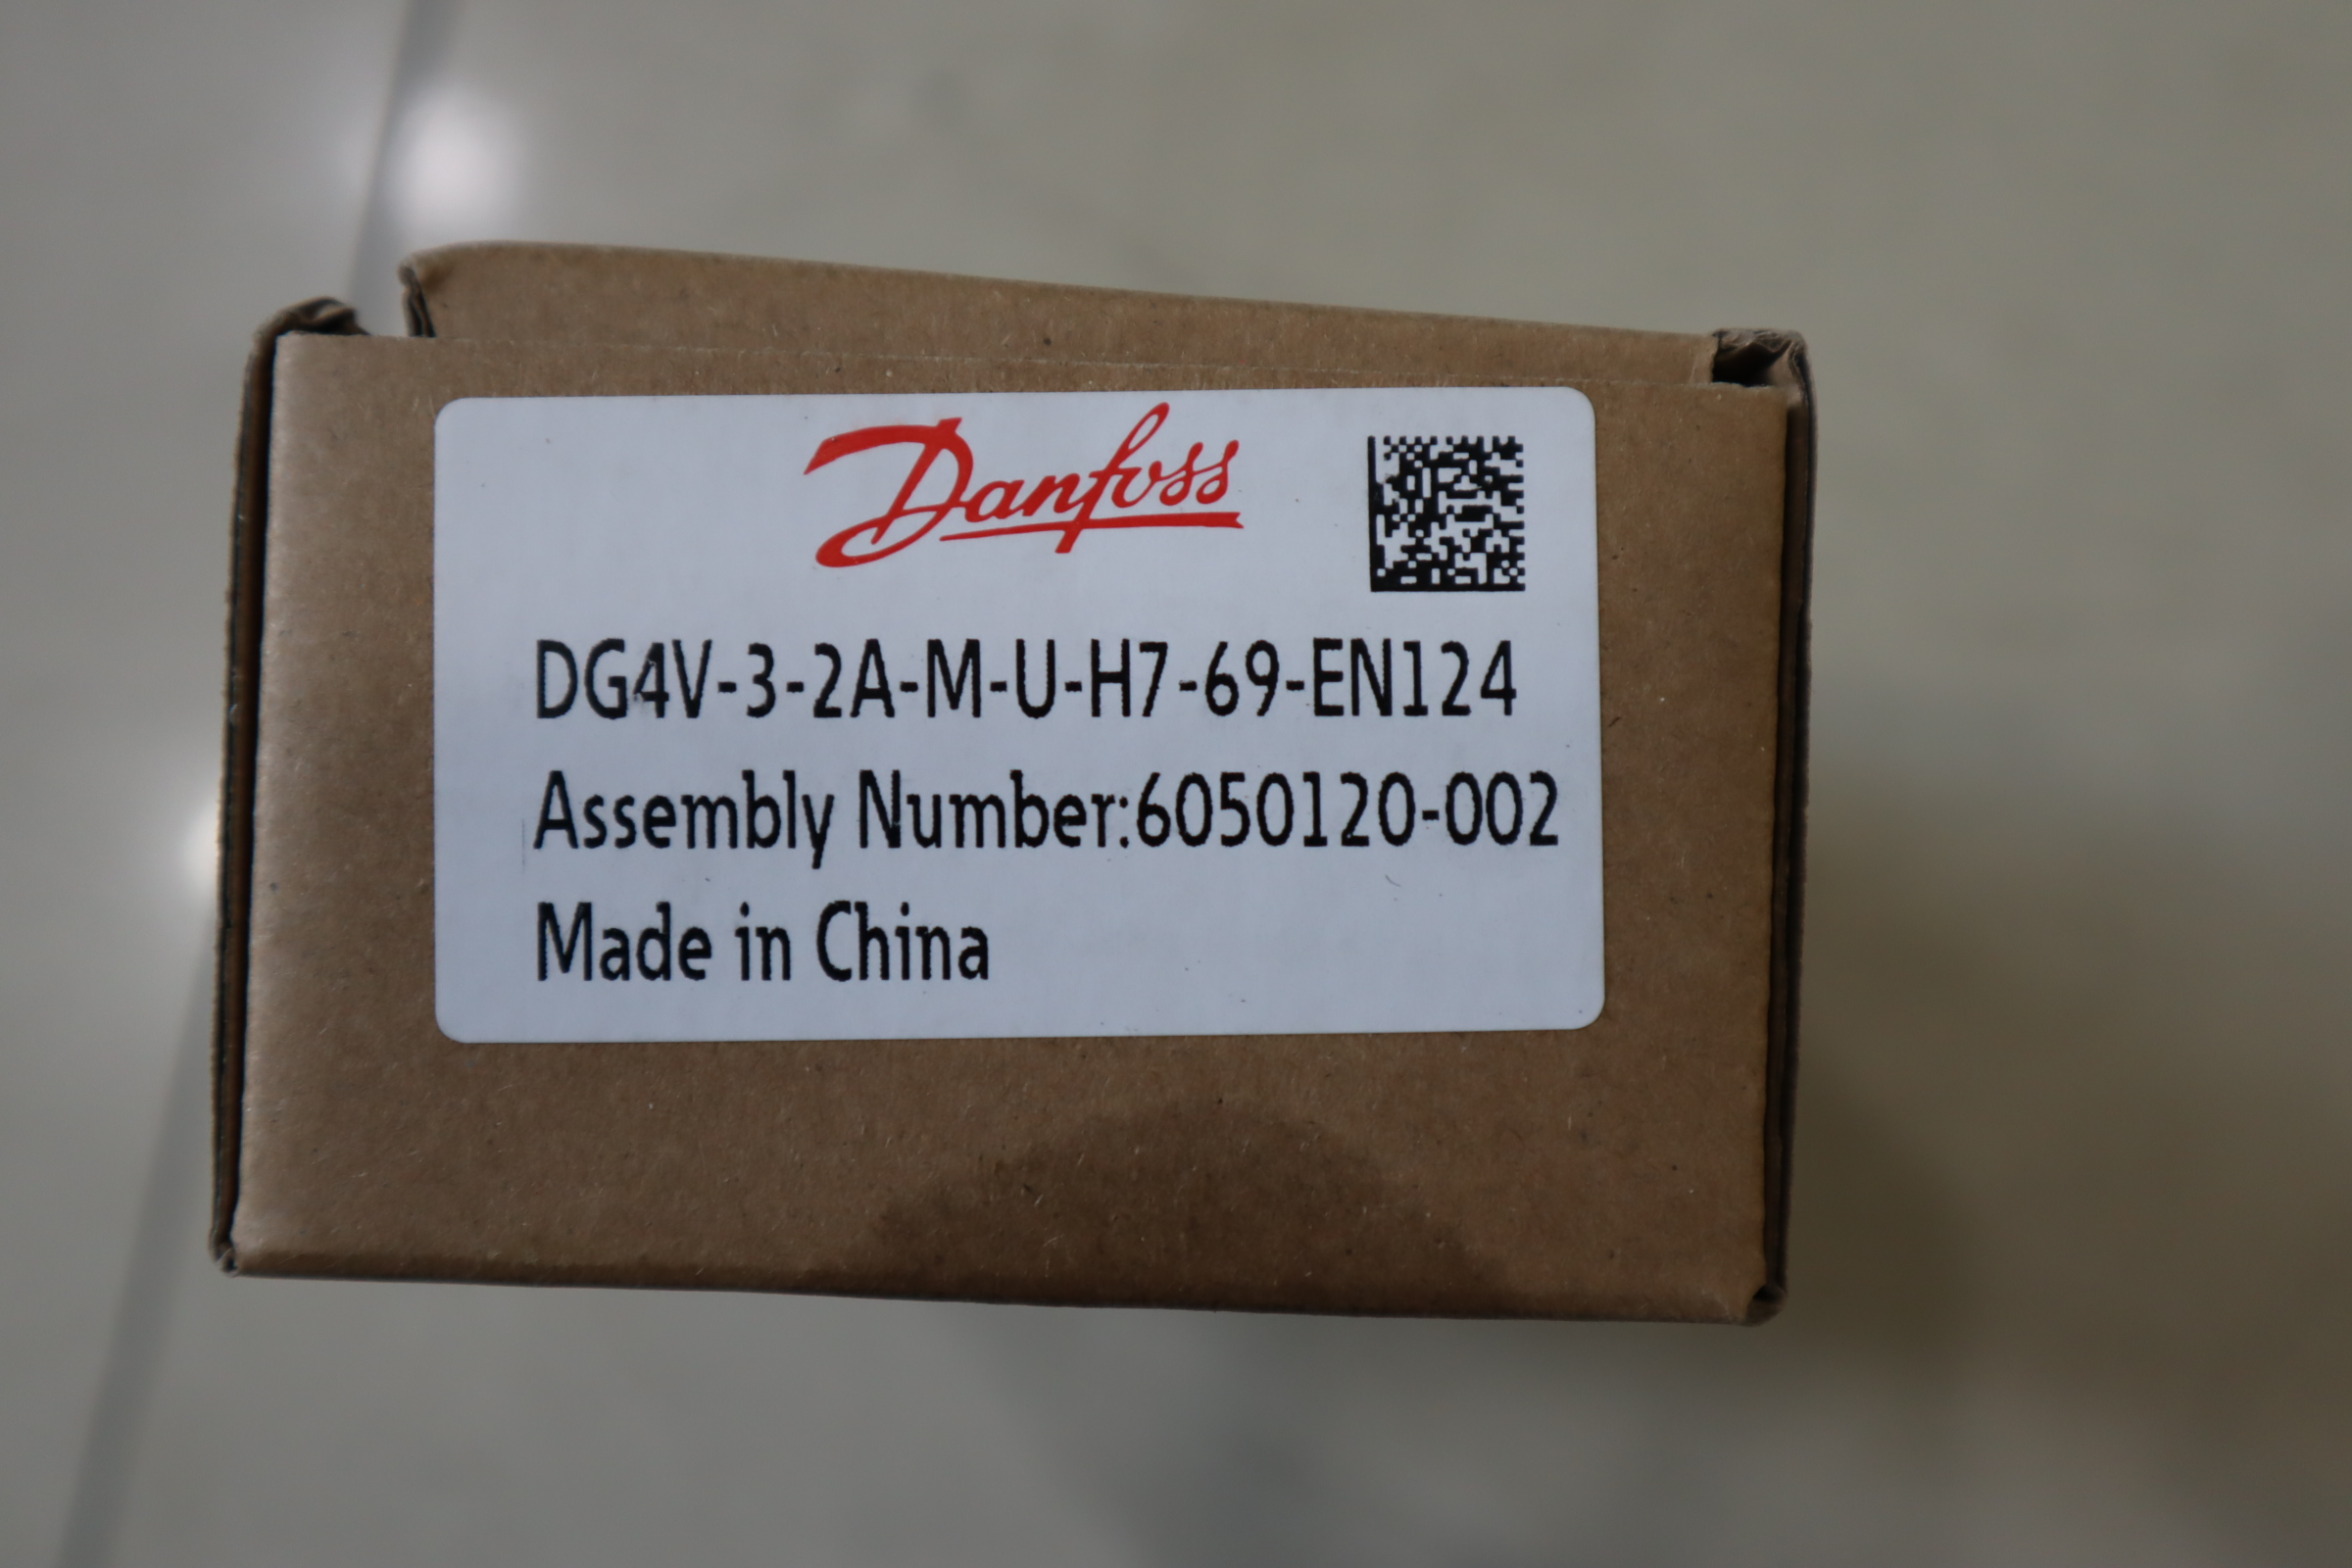 Danfoss
DG4V-3-2A-M-U-H7-69-EN124
Assembly Number:6050120-002
Made in China